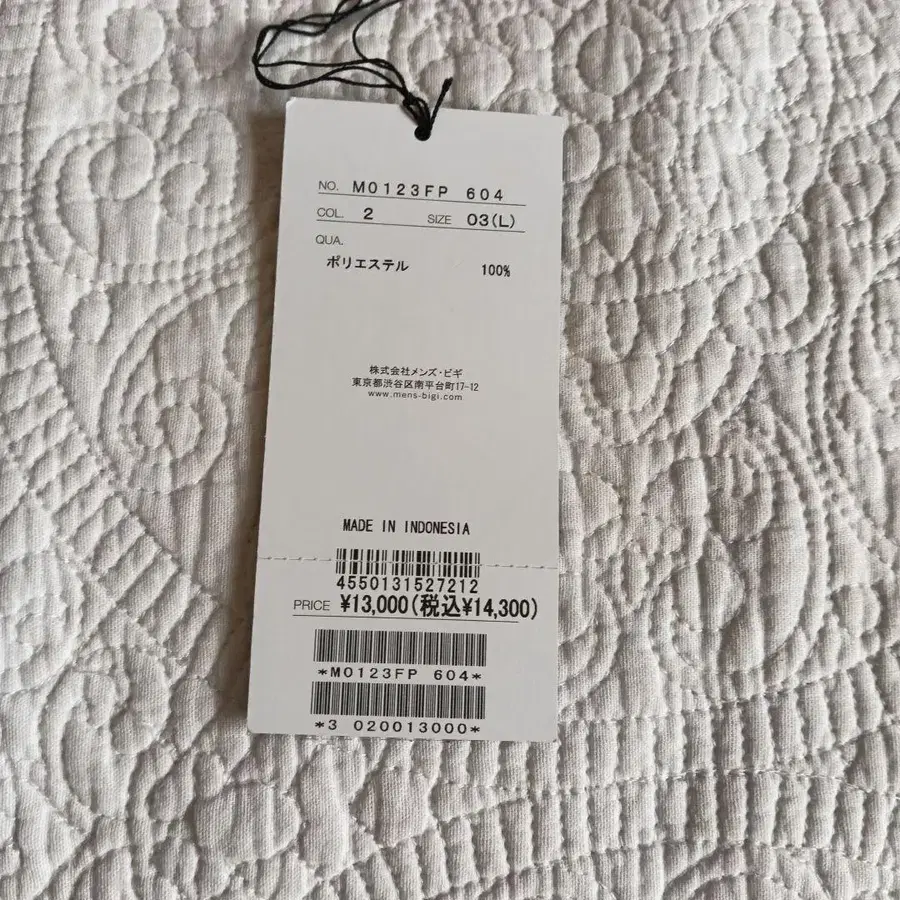 NO. M0123FP 604
COL. 2 SIZE 03(L)
QUA.
ポリエステル 100%
株式会社メンズ・ビギ
東京都渋谷区南平台町17-12
www.mens-bigi.com
MADE IN INDONESIA
4550131527212
PRICE ¥13,000(税込¥14,300)
*M0123FP 604*
*3 020013000*